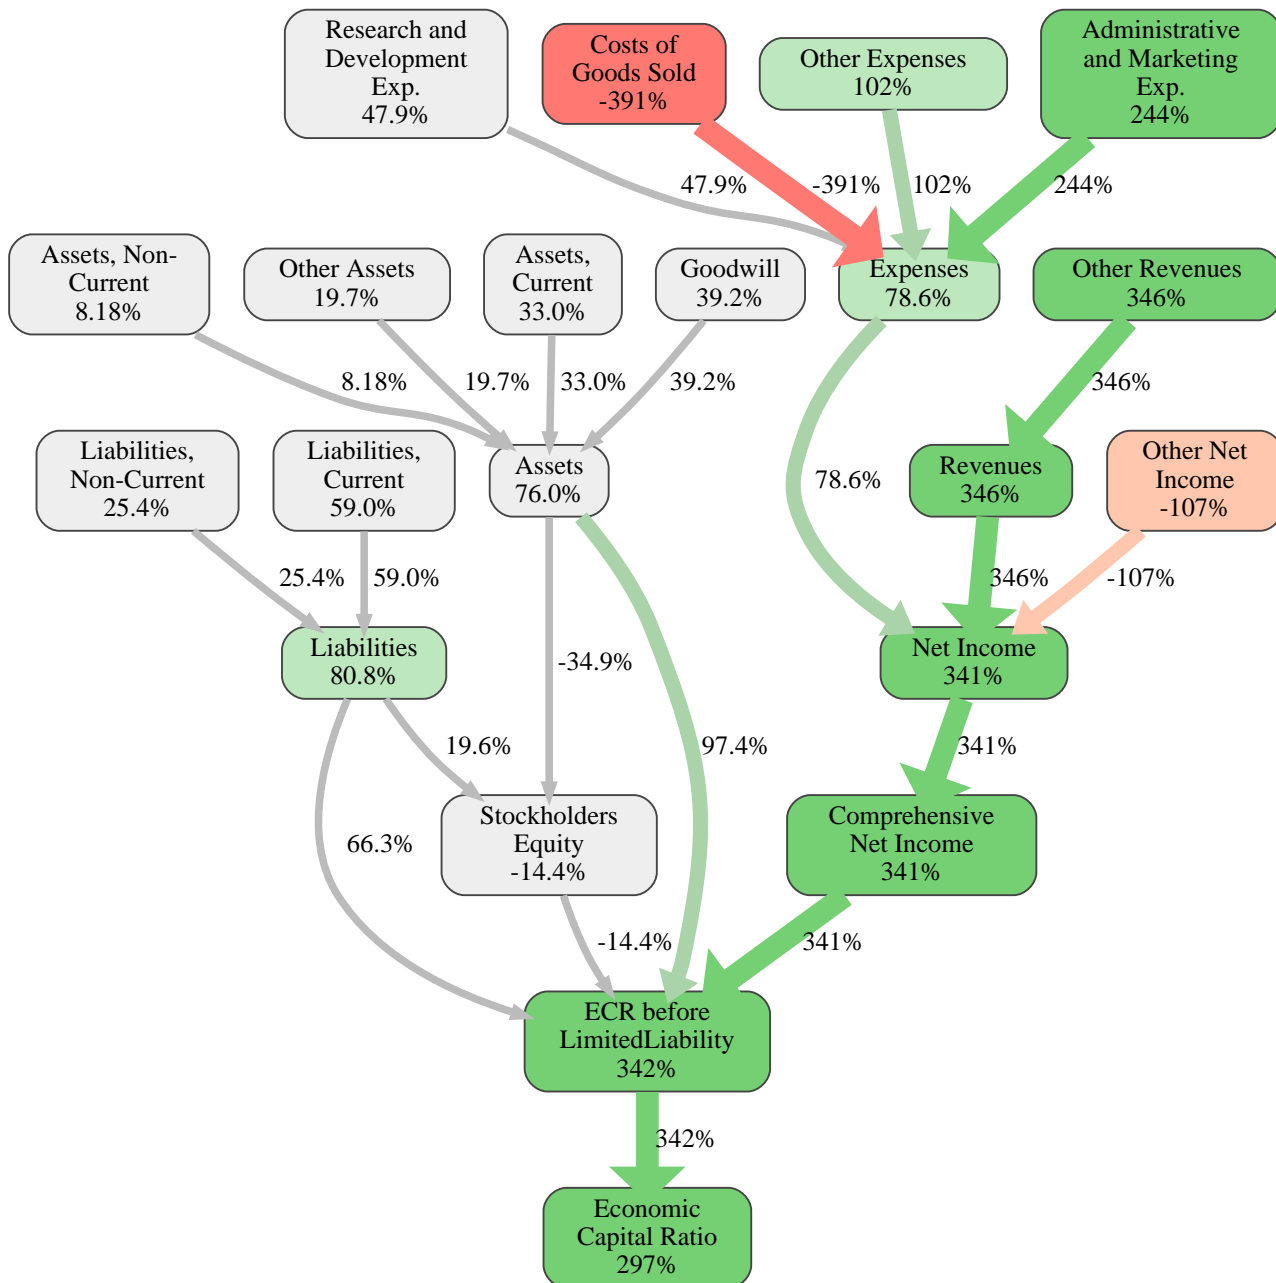 Research and
Development
Exp.
47.9%
Costs of
Goods Sold
-391%
Other Expenses
102%
Administrative
and Marketing
Exp.
244%
47.9%
-391%
102%
244%
Assets, Non-
Current
8.18%
Other Assets
19.7%
Assets,
Current
33.0%
Goodwill
39.2%
Expenses
78.6%
Other Revenues
346%
8.18%
19.7%
33.0%
39.2%
346%
Liabilities,
Non-Current
25.4%
Liabilities,
Current
59.0%
Assets
76.0%
78.6%
Revenues
346%
Other Net
Income
-107%
25.4%
59.0%
346%
-107%
Liabilities
80.8%
-34.9%
Net Income
341%
19.6%
97.4%
341%
66.3%
Stockholders
Equity
-14.4%
Comprehensive
Net Income
341%
-14.4%
341%
ECR before
LimitedLiability
342%
342%
Economic
Capital Ratio
297%